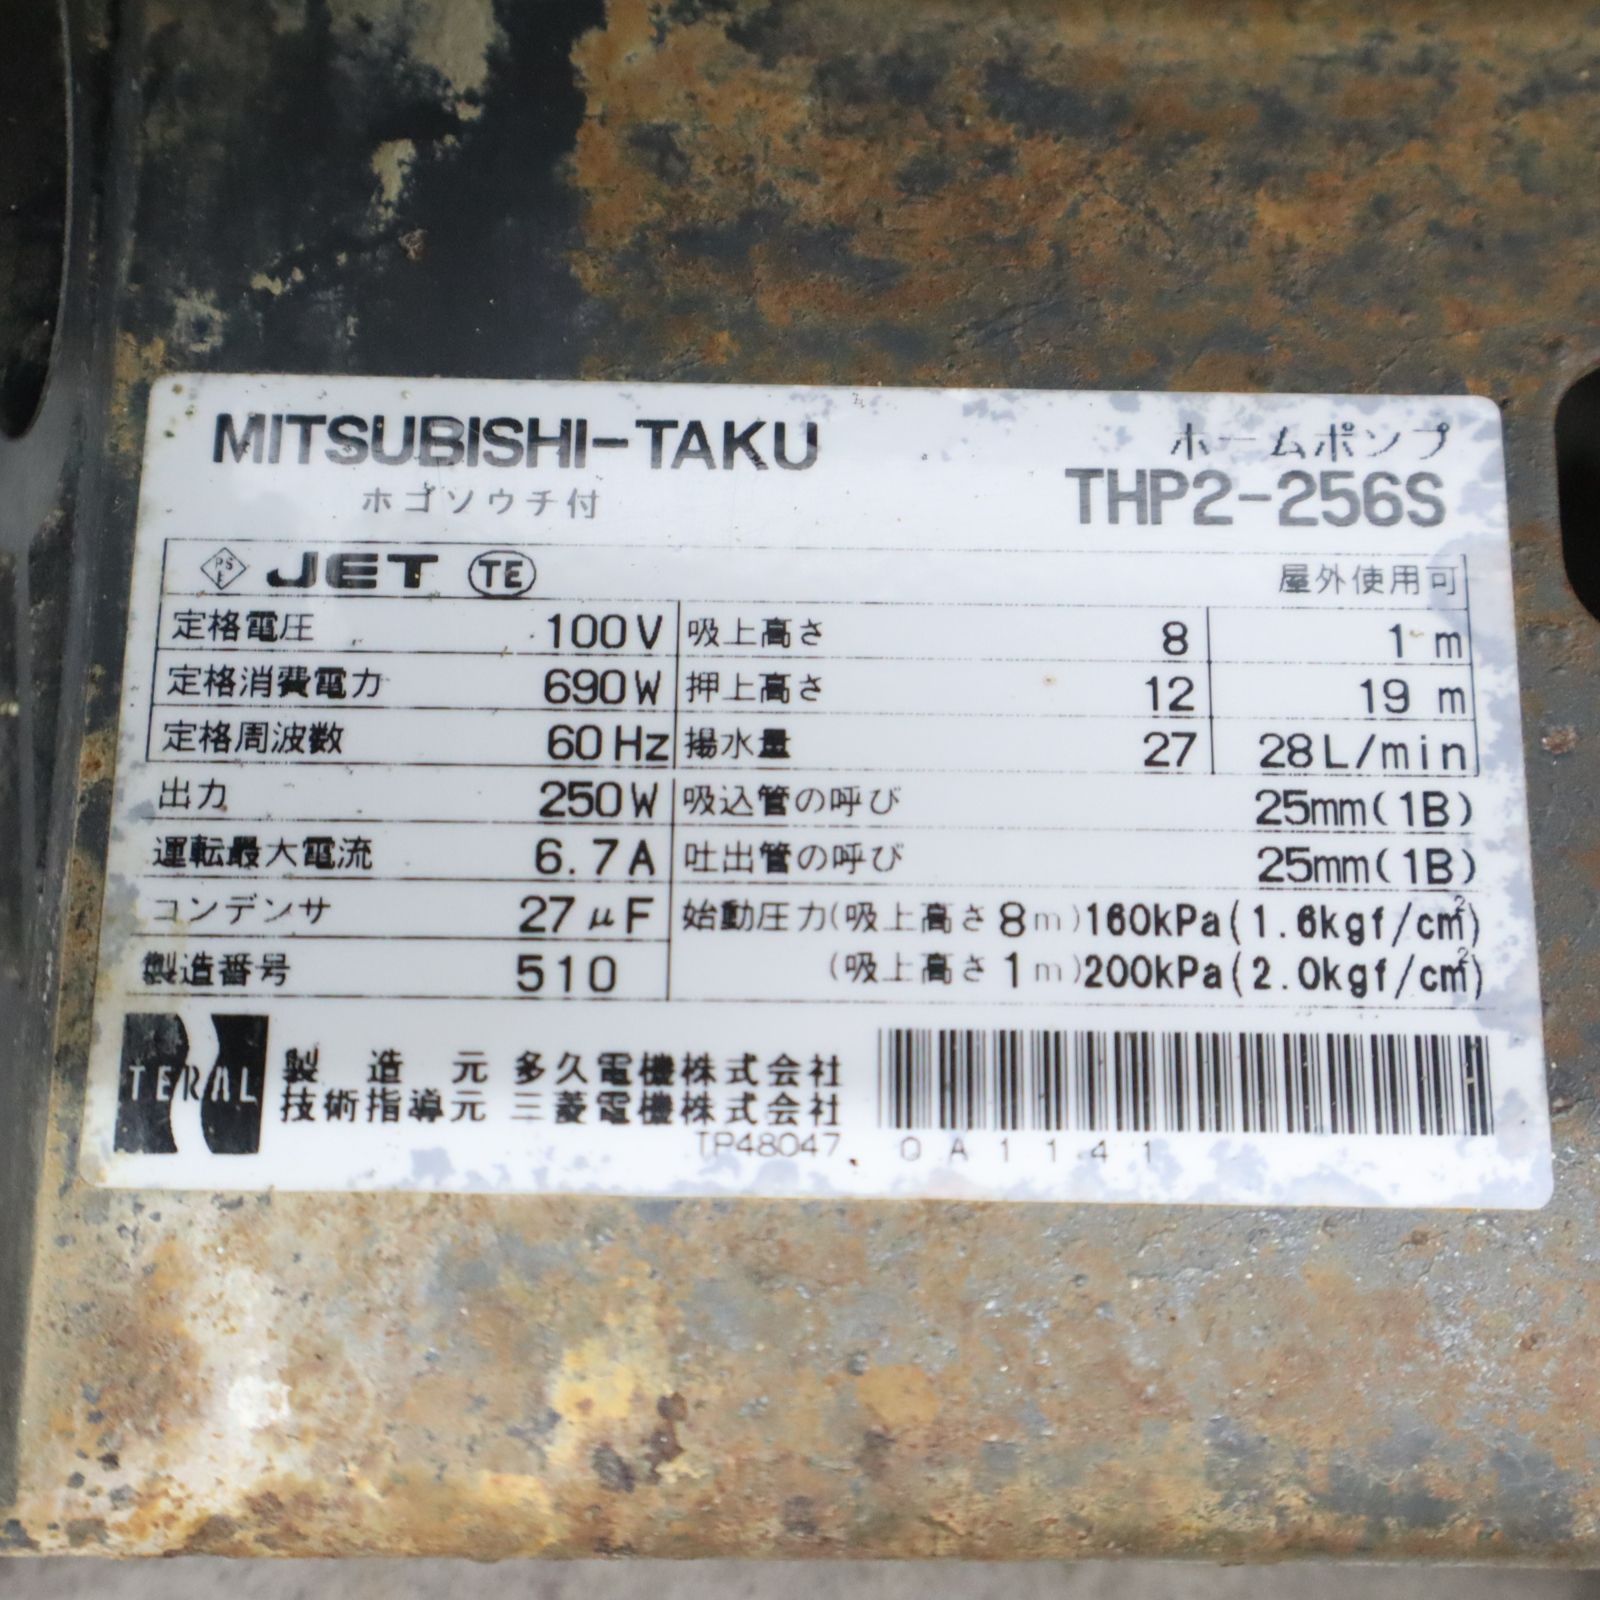 MITSUBISHI-TAKU ホームポンプ
ホゴソウチ付 THP2-256S
PS E JET TE 屋外使用可
定格電圧 100V 吸上高さ 8 1 m
定格消費電力 690W 押上高さ 12 19 m
定格周波数 60Hz 揚水量 27 28L/min
出力 250W 吸込管の呼び 25mm(1B)
運転最大電流 6.7A 吐出管の呼び 25mm(1B)
コンデンサ 27μF 始動圧力(吸上高さ8m)160kPa(1.6kgf/cm²)
製造番号 510 (吸上高さ1m)200kPa(2.0kgf/cm²)
TERAL
製造元 多久電機株式会社
技術指導元 三菱電機株式会社
TP48047 0A1141